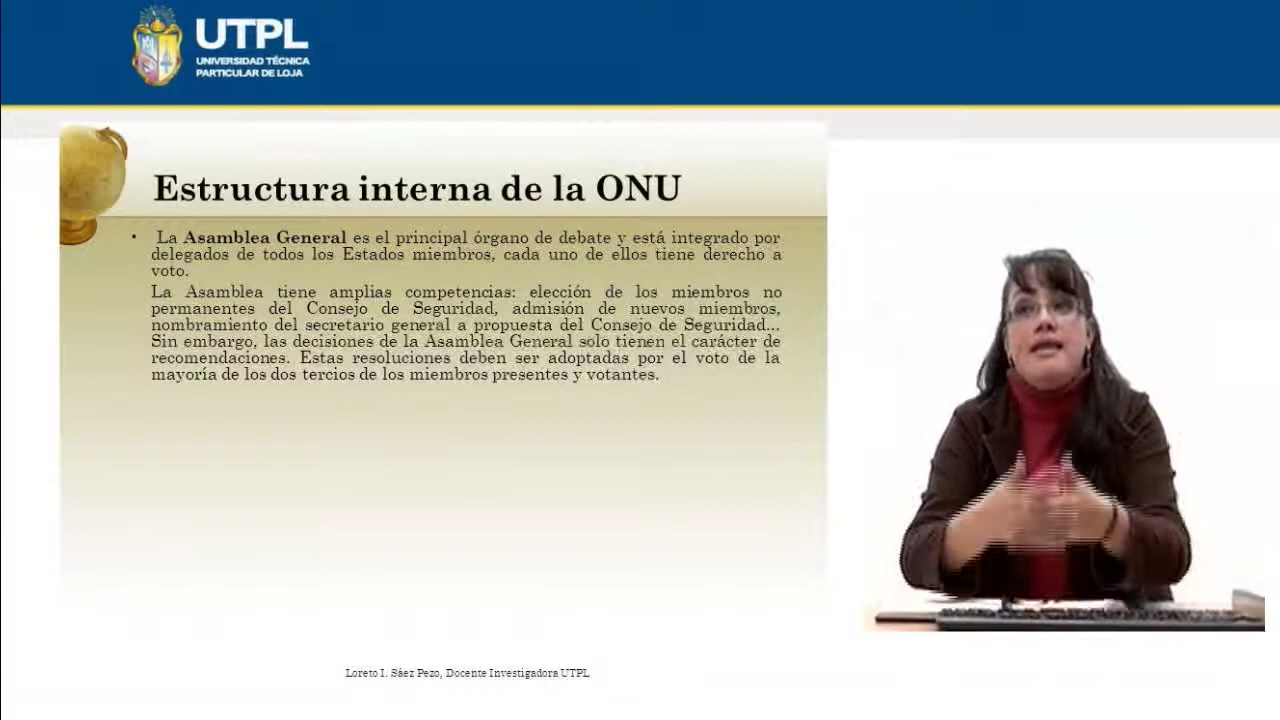 UTPL
UNIVERSIDAD TÉCNICA
PARTICULAR DE LOJA
Estructura interna de la ONU
• La Asamblea General es el principal órgano de debate y está integrado por
delegados de todos los Estados miembros, cada uno de ellos tiene derecho a
voto.
La Asamblea tiene amplias competencias: elección de los miembros no
permanentes del Consejo de Seguridad, admisión de nuevos miembros,
nombramiento del secretario general a propuesta del Consejo de Seguridad...
Sin embargo, las decisiones de la Asamblea General solo tienen el carácter de
recomendaciones. Estas resoluciones deben ser adoptadas por el voto de la
mayoría de los dos tercios de los miembros presentes y votantes.
Loreto I. Sáez Pezo, Docente Investigadora UTPL